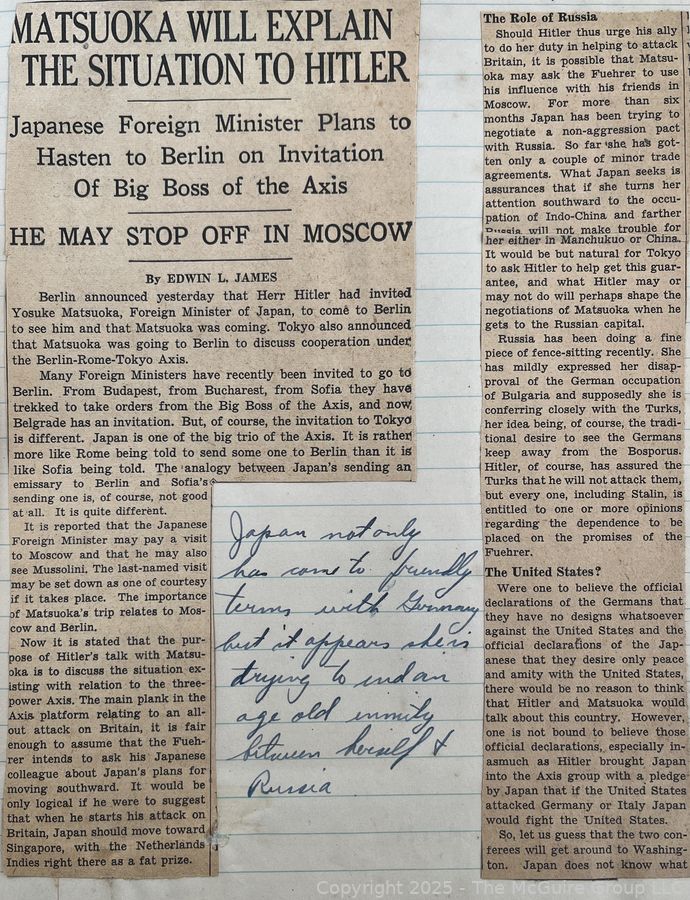 MATSUOKA WILL EXPLAIN
THE SITUATION TO HITLER
Japanese Foreign Minister Plans to
Hasten to Berlin on Invitation
Of Big Boss of the Axis
HE MAY STOP OFF IN MOSCOW
By EDWIN L. JAMES
Berlin announced yesterday that Herr Hitler had invited
Yosuke Matsuoka, Foreign Minister of Japan, to come to Berlin
to see him and that Matsuoka was coming. Tokyo also announced
that Matsuoka was going to Berlin to discuss cooperation under
the Berlin-Rome-Tokyo Axis.
Many Foreign Ministers have recently been invited to go to
Berlin. From Budapest, from Bucharest, from Sofia they have
trekked to take orders from the Big Boss of the Axis, and now
Belgrade has an invitation. But, of course, the invitation to Tokyo
is different. Japan is one of the big trio of the Axis. It is rather
more like Rome being told to send some one to Berlin than it is
like Sofia being told. The analogy between Japan's sending an
emissary to Berlin and Sofia's
sending one is, of course, not good
at all. It is quite different.
It is reported that the Japanese
Foreign Minister may pay a visit
to Moscow and that he may also
see Mussolini. The last-named visit
may be set down as one of courtesy
if it takes place. The importance
of Matsuoka's trip relates to Mos-
cow and Berlin.
Now it is stated that the pur-
pose of Hitler's talk with Matsu-
oka is to discuss the situation ex-
isting with relation to the three-
power Axis. The main plank in the
Axis platform relating to an all-
out attack on Britain, it is fair
enough to assume that the Fueh-
rer intends to ask his Japanese
colleague about Japan's plans for
moving southward. It would be
only logical if he were to suggest
that when he starts his attack on
Britain, Japan should move toward
Singapore, with the Netherlands
Indies right there as a fat prize.
Japan not only
has come to friendly
terms with Germany
but it appears she is
trying to end an
age old enmity
between herself &
Russia
The Role of Russia
Should Hitler thus urge his ally
to do her duty in helping to attack
Britain, it is possible that Matsu-
oka may ask the Fuehrer to use
his influence with his friends in
Moscow. For more than six
months Japan has been trying to
negotiate a non-aggression pact
with Russia. So far she has got-
ten only a couple of minor trade
agreements. What Japan seeks is
assurances that if she turns her
attention southward to the occu-
pation of Indo-China and farther
Russia will not make trouble for
her either in Manchukuo or China.
It would be but natural for Tokyo
to ask Hitler to help get this guar-
antee, and what Hitler may or
may not do will perhaps shape the
negotiations of Matsuoka when he
gets to the Russian capital.
Russia has been doing a fine
piece of fence-sitting recently. She
has mildly expressed her disap-
proval of the German occupation
of Bulgaria and supposedly she is
conferring closely with the Turks,
her idea being, of course, the tradi-
tional desire to see the Germans
keep away from the Bosporus.
Hitler, of course, has assured the
Turks that he will not attack them,
but every one, including Stalin, is
entitled to one or more opinions
regarding the dependence to be
placed on the promises of the
Fuehrer.
The United States?
Were one to believe the official
declarations of the Germans that
they have no designs whatsoever
against the United States and the
official declarations of the Jap-
anese that they desire only peace
and amity with the United States,
there would be no reason to think
that Hitler and Matsuoka would
talk about this country. However,
one is not bound to believe those
official declarations, especially in-
asmuch as Hitler brought Japan
into the Axis group with a pledge
by Japan that if the United States
attacked Germany or Italy Japan
would fight the United States.
So, let us guess that the two con-
ferees will get around to Washing-
ton. Japan does not know what
Copyright 2025 - The McGuire Group LLC